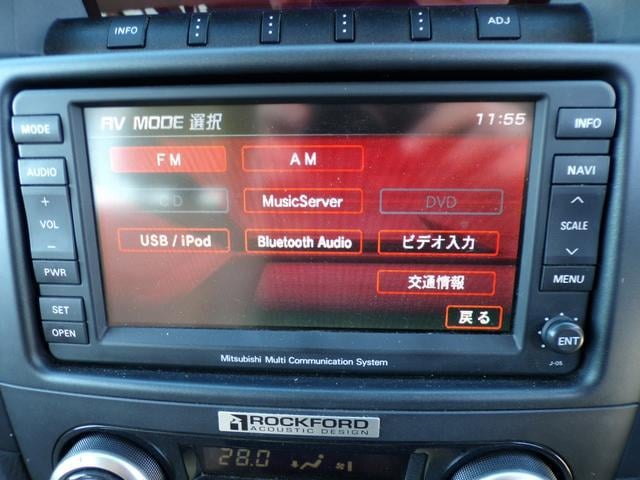 INFO ADJ
MODE AV MODE 選択 11:55 INFO
AUDIO FM AM NAVI
+ CD MusicServer DVD
VOL USB / iPod Bluetooth Audio ビデオ入力 SCALE
−
PWR 交通情報 MENU
SET 戻る
OPEN ENT
Mitsubishi Multi Communication System J-05
ROCKFORD
ACOUSTIC DESIGN
28.0